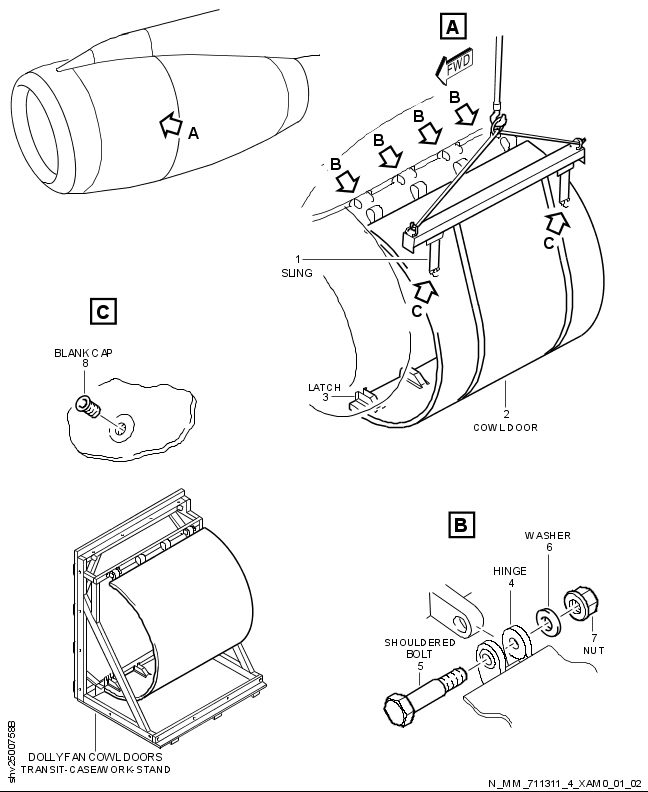 A
FWD
B
B
B
B
A
C
1
SLING
C
C
BLANK CAP
8
LATCH
3
2
COWL DOOR
B
WASHER
6
HINGE
4
SHOULDERED
BOLT
5
7
NUT
DOLLY FAN COWL DOORS
TRANSIT-CASE/WORK-STAND
shv2500758B
N_MM_711311_4_XAM0_01_02